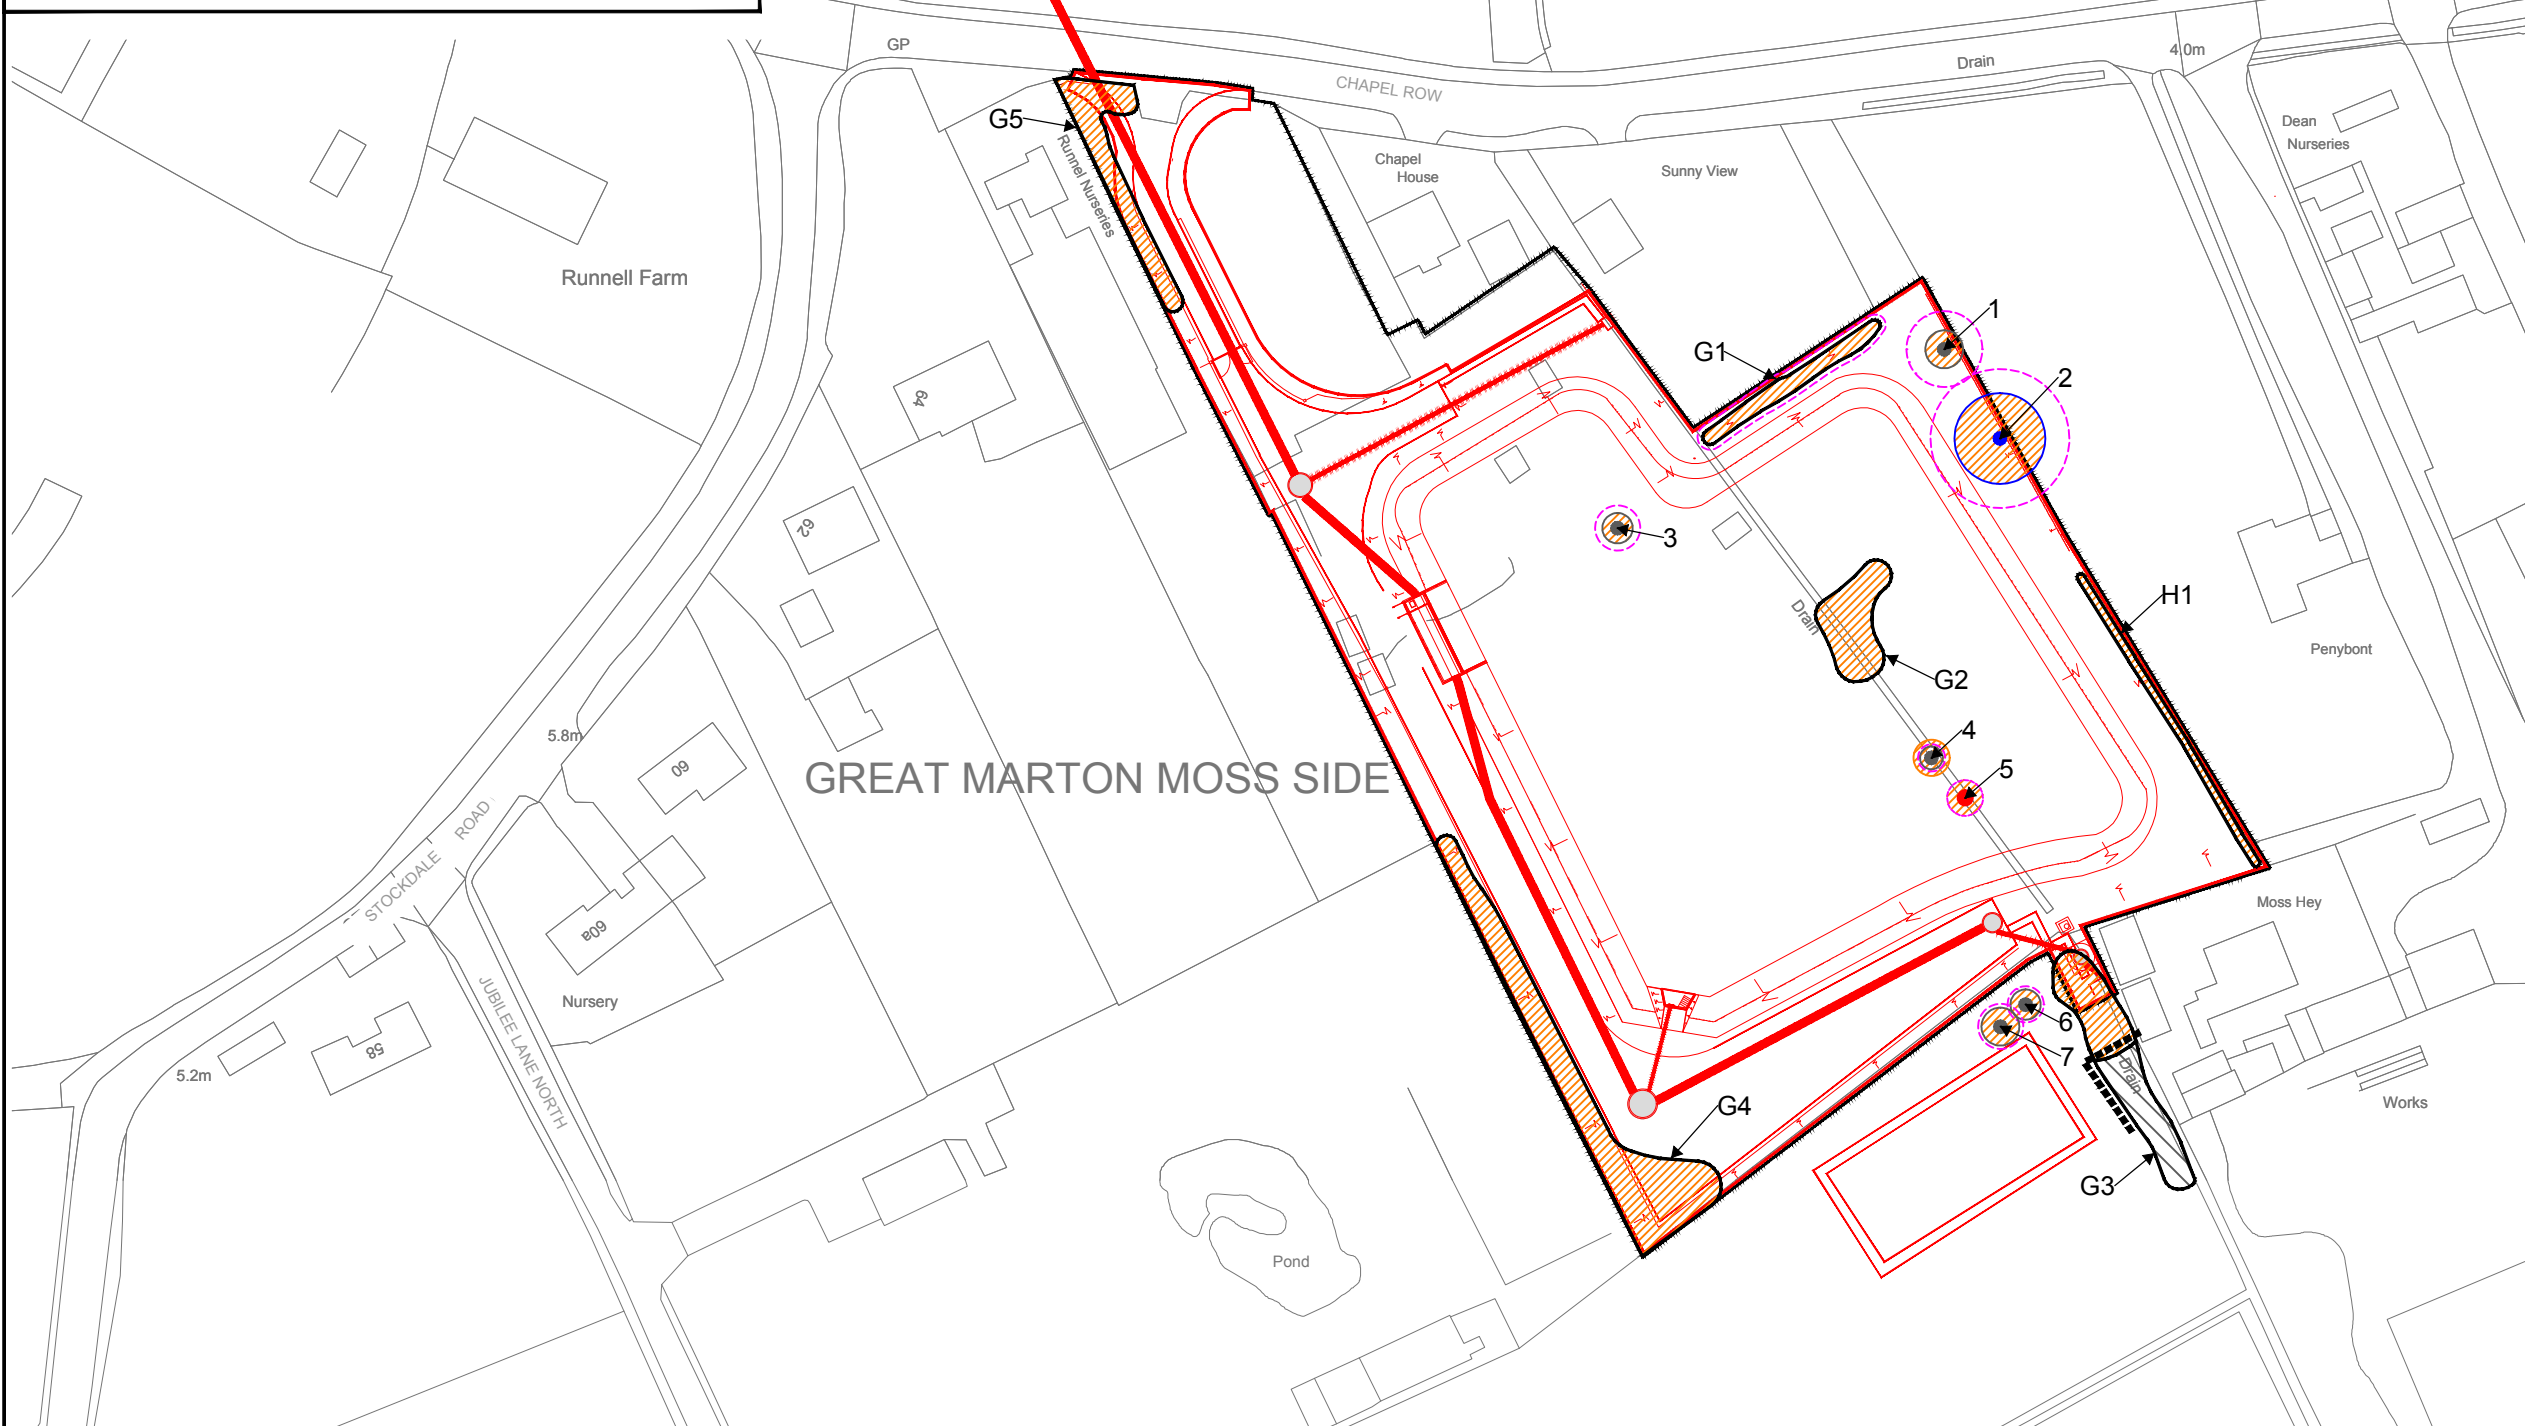 GP
4.0m
Drain
CHAPEL ROW
G5
Dean
Nurseries
Chapel
House
Sunny View
Runnel Nurseries
Runnell Farm
1
G1
2
64
62
3
H1
Drain
Penybont
G2
4
5.8m
60
5
GREAT MARTON MOSS SIDE
STOCKDALE ROAD
Moss Hey
60a
Nursery
JUBILEE LANE NORTH
6
58
7
5.2m
Drain
G4
Works
G3
Pond